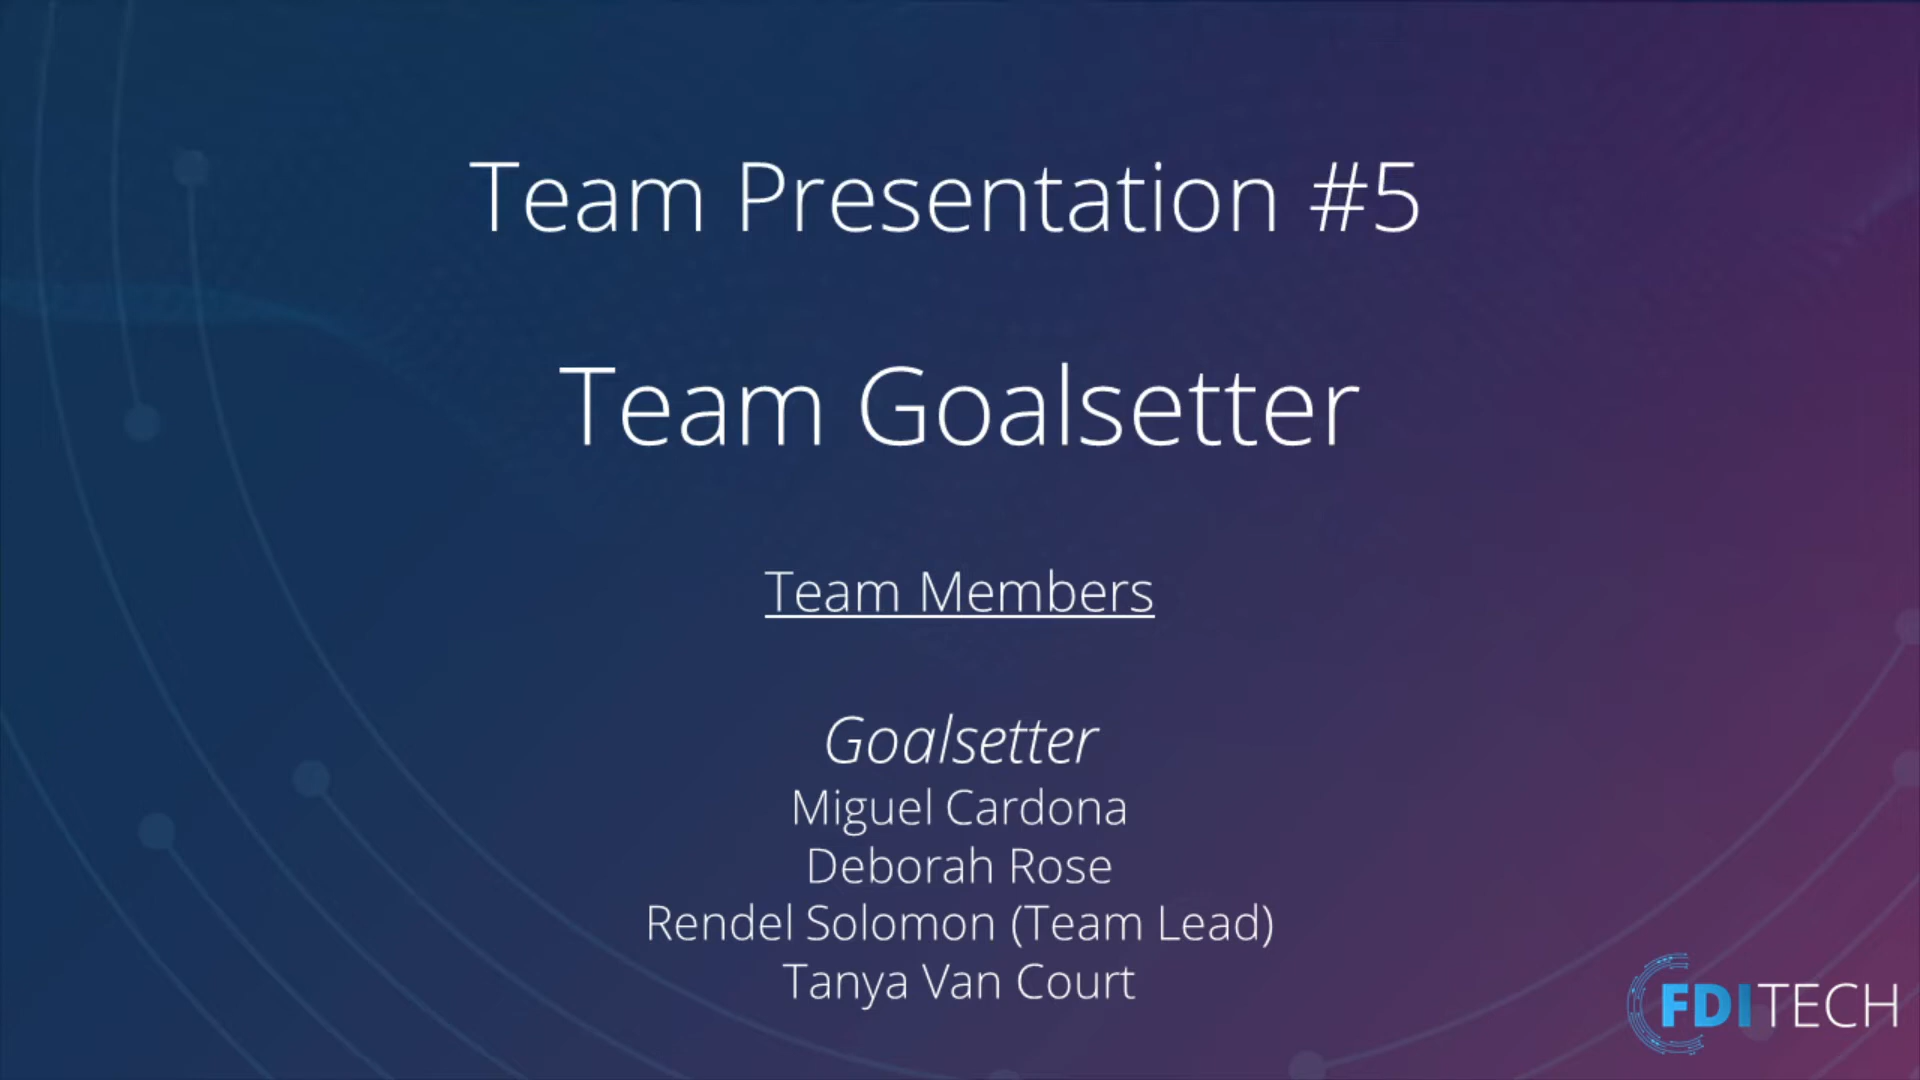 Team Presentation #5
Team Goalsetter
Team Members
Goalsetter
Miguel Cardona
Deborah Rose
Rendel Solomon (Team Lead)
Tanya Van Court
FDITECH